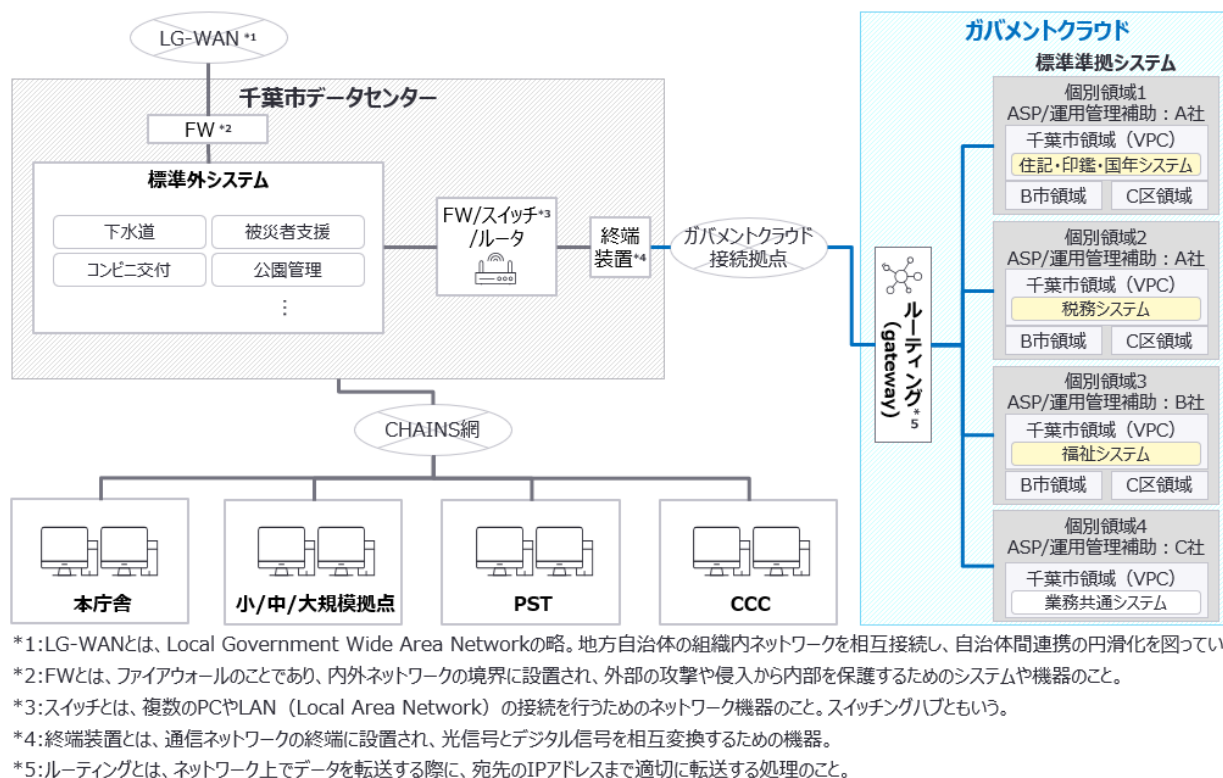 LG-WAN *1
千葉市データセンター
FW *2
標準外システム
下水道
被災者支援
コンビニ交付
公園管理
⋮
FW/スイッチ*3
/ルータ
終端
装置*4
ガバメントクラウド
接続拠点
CHAINS網
本庁舎
小/中/大規模拠点
PST
CCC
ガバメントクラウド
標準準拠システム
ルーティング*5
(gateway)
個別領域1
ASP/運用管理補助：A社
千葉市領域（VPC）
住記・印鑑・国年システム
B市領域
C区領域
個別領域2
ASP/運用管理補助：A社
千葉市領域（VPC）
税務システム
B市領域
C区領域
個別領域3
ASP/運用管理補助：B社
千葉市領域（VPC）
福祉システム
B市領域
C区領域
個別領域4
ASP/運用管理補助：C社
千葉市領域（VPC）
業務共通システム
*1:LG-WANとは、Local Government Wide Area Networkの略。地方自治体の組織内ネットワークを相互接続し、自治体間連携の円滑化を図ってい
*2:FWとは、ファイアウォールのことであり、内外ネットワークの境界に設置され、外部の攻撃や侵入から内部を保護するためのシステムや機器のこと。
*3:スイッチとは、複数のPCやLAN（Local Area Network）の接続を行うためのネットワーク機器のこと。スイッチングハブともいう。
*4:終端装置とは、通信ネットワークの終端に設置され、光信号とデジタル信号を相互変換するための機器。
*5:ルーティングとは、ネットワーク上でデータを転送する際に、宛先のIPアドレスまで適切に転送する処理のこと。